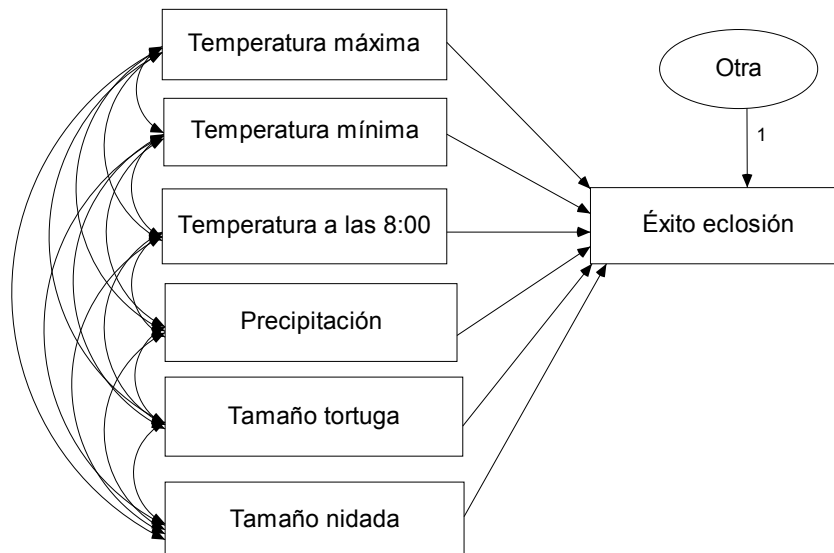 Temperatura máxima
Temperatura mínima
Temperatura a las 8:00
Precipitación
Tamaño tortuga
Tamaño nidada
Otra
1
Éxito eclosión